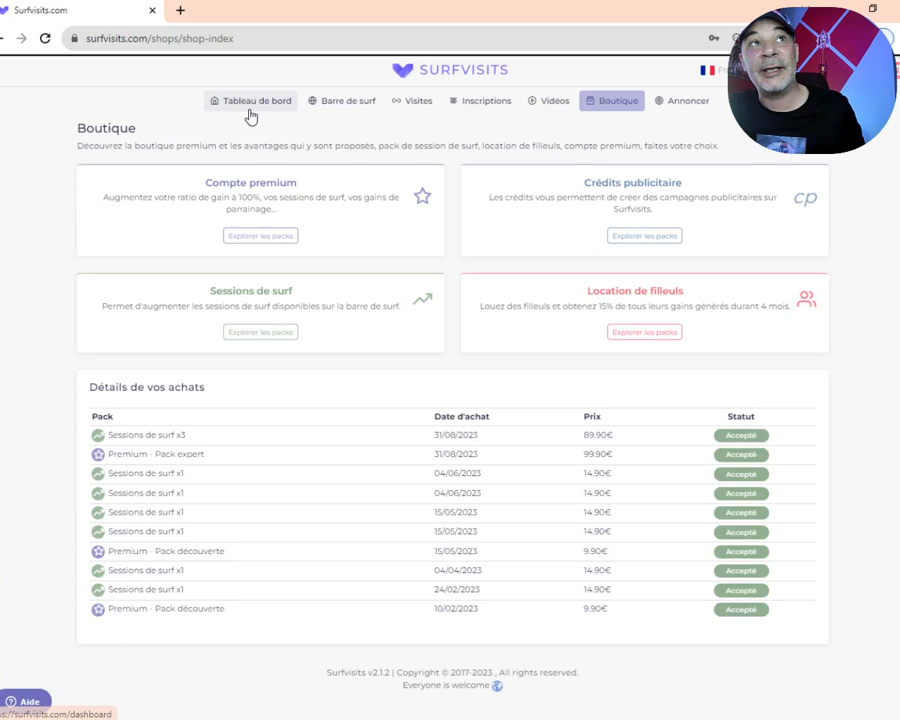 Surfvisits.com
surfvisits.com/shops/shop-index
SURFVISITS
Tableau de bord Barre de surf Visites Inscriptions Vidéos Boutique Annoncer
Boutique
Découvrez la boutique premium et les avantages qui y sont proposés, pack de session de surf, location de filleuls, compte premium, faites votre choix.
Compte premium
Augmentez votre ratio de gain à 100%, vos sessions de surf, vos gains de
parrainage...
Explorer les packs
Crédits publicitaire
Les crédits vous permettent de créer des campagnes publicitaires sur
Surfvisits.
cp
Explorer les packs
Sessions de surf
Permet d'augmenter les sessions de surf disponibles sur la barre de surf.
Explorer les packs
Location de filleuls
Louez des filleuls et obtenez 15% de tous leurs gains générés durant 4 mois.
Explorer les packs
Détails de vos achats
Pack Date d'achat Prix Statut
Sessions de surf x3 31/08/2023 89.90€ Accepté
Premium - Pack expert 31/08/2023 99.90€ Accepté
Sessions de surf x1 04/06/2023 14.90€ Accepté
Sessions de surf x1 04/06/2023 14.90€ Accepté
Sessions de surf x1 15/05/2023 14.90€ Accepté
Sessions de surf x1 15/05/2023 14.90€ Accepté
Premium - Pack découverte 15/05/2023 9.90€ Accepté
Sessions de surf x1 04/04/2023 14.90€ Accepté
Sessions de surf x1 24/02/2023 14.90€ Accepté
Premium - Pack découverte 10/02/2023 9.90€ Accepté
Surfvisits v2.1.2 | Copyright © 2017-2023 , All rights reserved.
Everyone is welcome
Aide
ps://surfvisits.com/dashboard